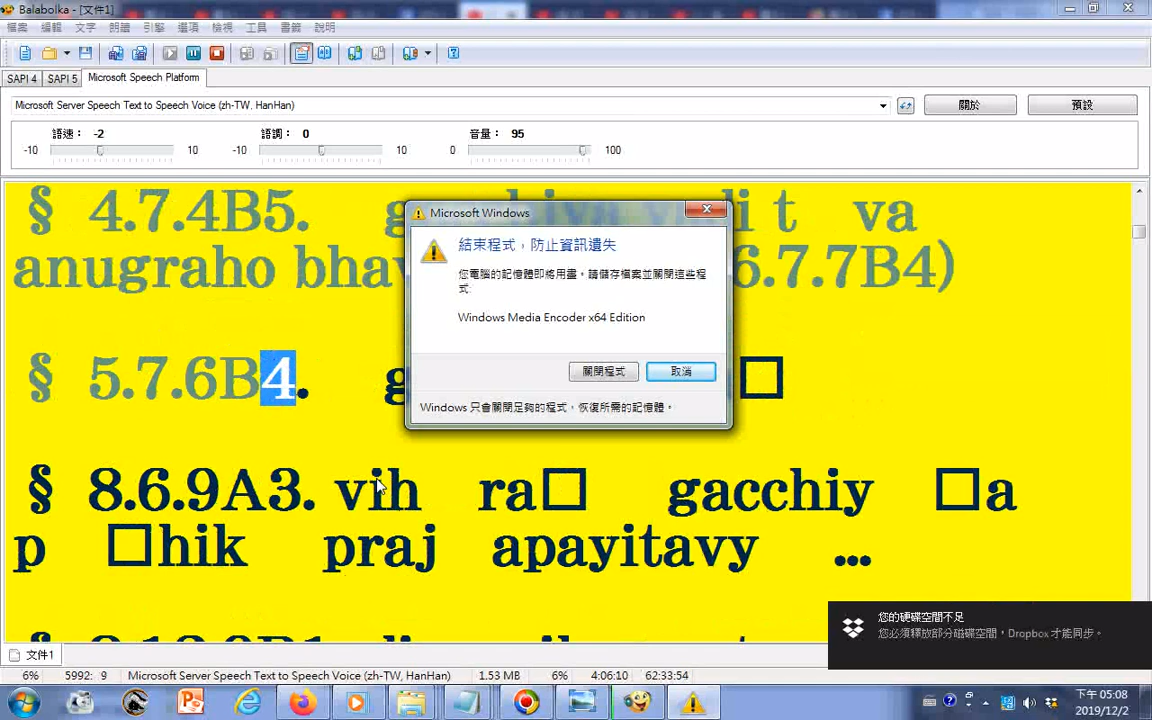 Balabolka - [文件1]
檔案 編輯 文字 朗讀 引擎 選項 檢視 工具 書籤 說明
SAPI 4 SAPI 5 Microsoft Speech Platform
Microsoft Server Speech Text to Speech Voice (zh-TW, HanHan)
關於 預設
語速： -2 語調： 0 音量： 95
-10 10 -10 10 0 100
§ 4.7.4B5. t va
anugraho bhav 6.7.7B4)
§ 5.7.6B4. g □
§ 8.6.9A3. vih ra□ gacchiy □a
p □hik praj apayitavy ...
Microsoft Windows
結束程式，防止資訊遺失
您電腦的記憶體即將用盡。請儲存檔案並關閉這些程
式:
Windows Media Encoder x64 Edition
關閉程式 取消
Windows 只會關閉足夠的程式，恢復所需的記憶體。
您的硬碟空間不足
您必須釋放部分磁碟空間，Dropbox 才能同步。
文件1
6% 5992: 9 Microsoft Server Speech Text to Speech Voice (zh-TW, HanHan) 1.53 MB 6% 4:06:10 62:33:54
下午 05:08
2019/12/2